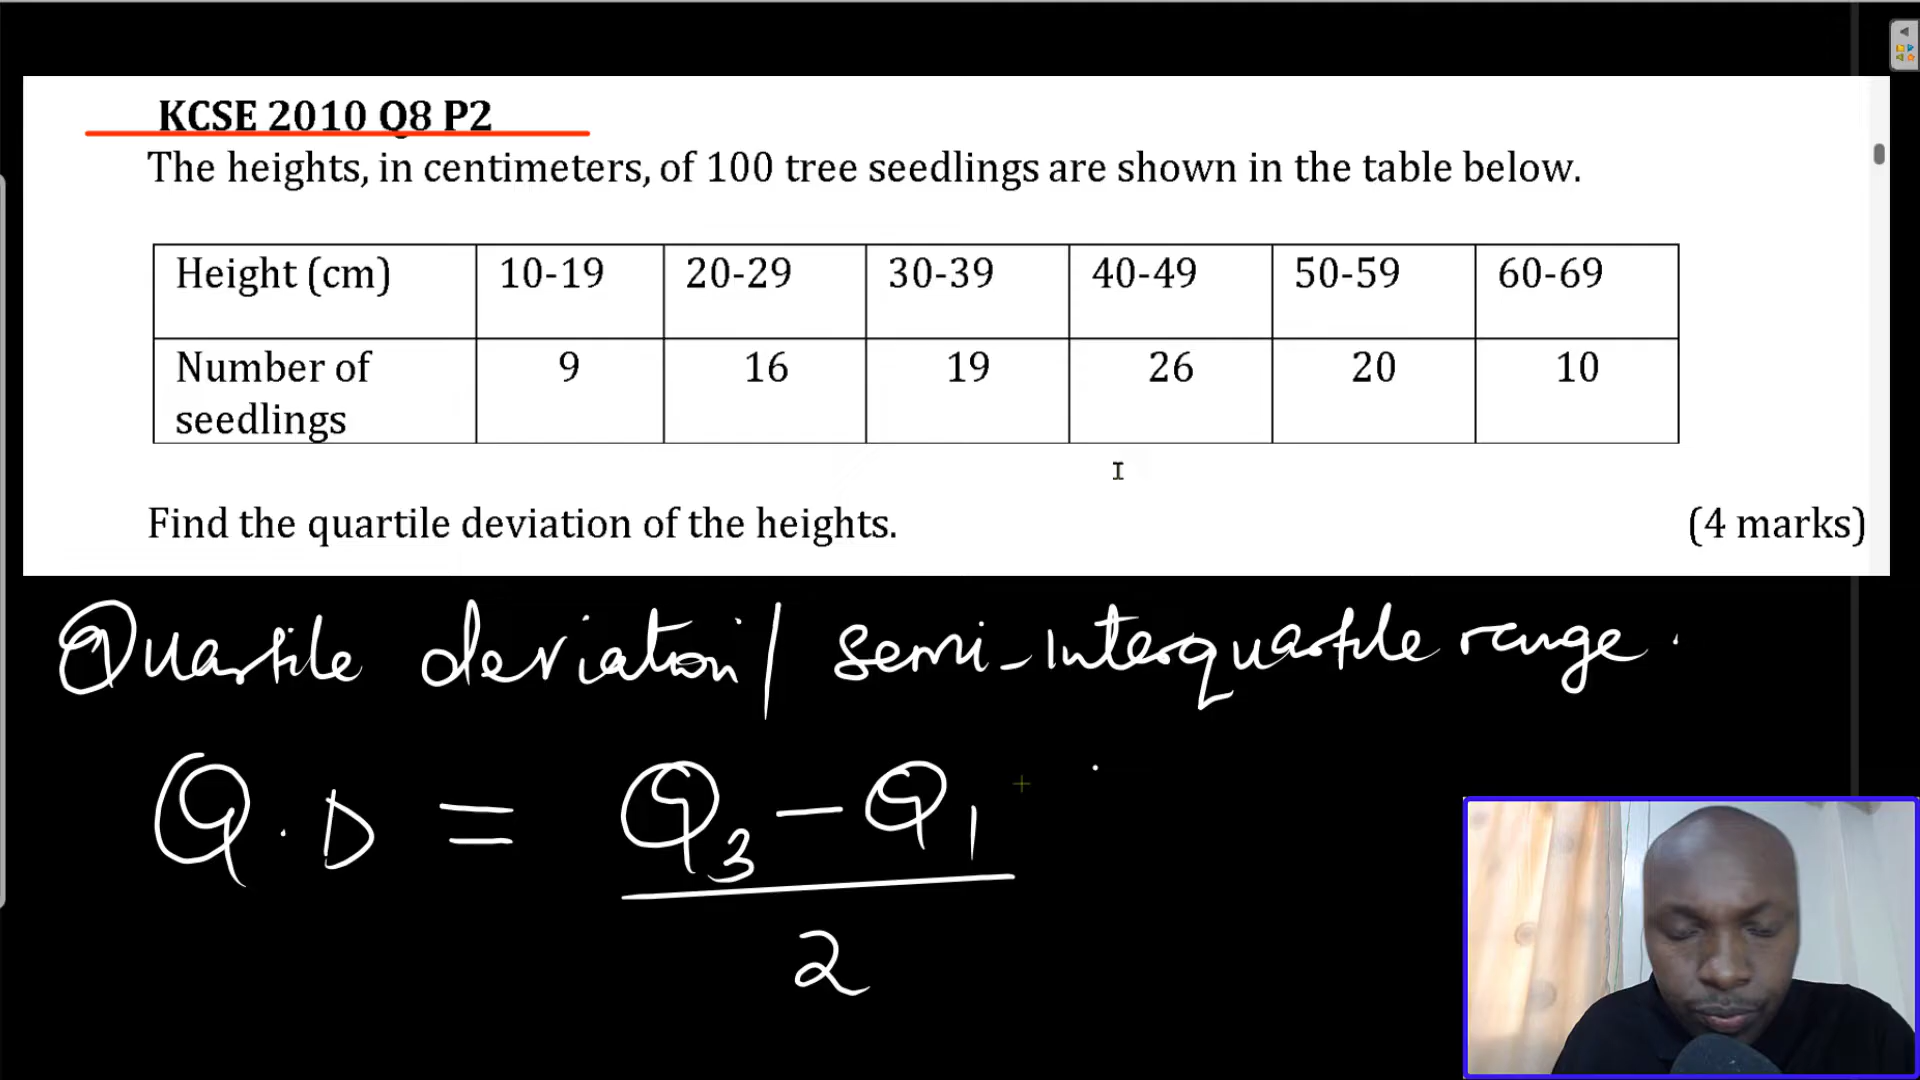 KCSE 2010 Q8 P2
The heights, in centimeters, of 100 tree seedlings are shown in the table below.
Height (cm) 10-19 20-29 30-39 40-49 50-59 60-69
Number of seedlings 9 16 19 26 20 10
Find the quartile deviation of the heights. (4 marks)
Quartile deviation / semi-interquartile range.
Q.D = Q3 - Q1
2